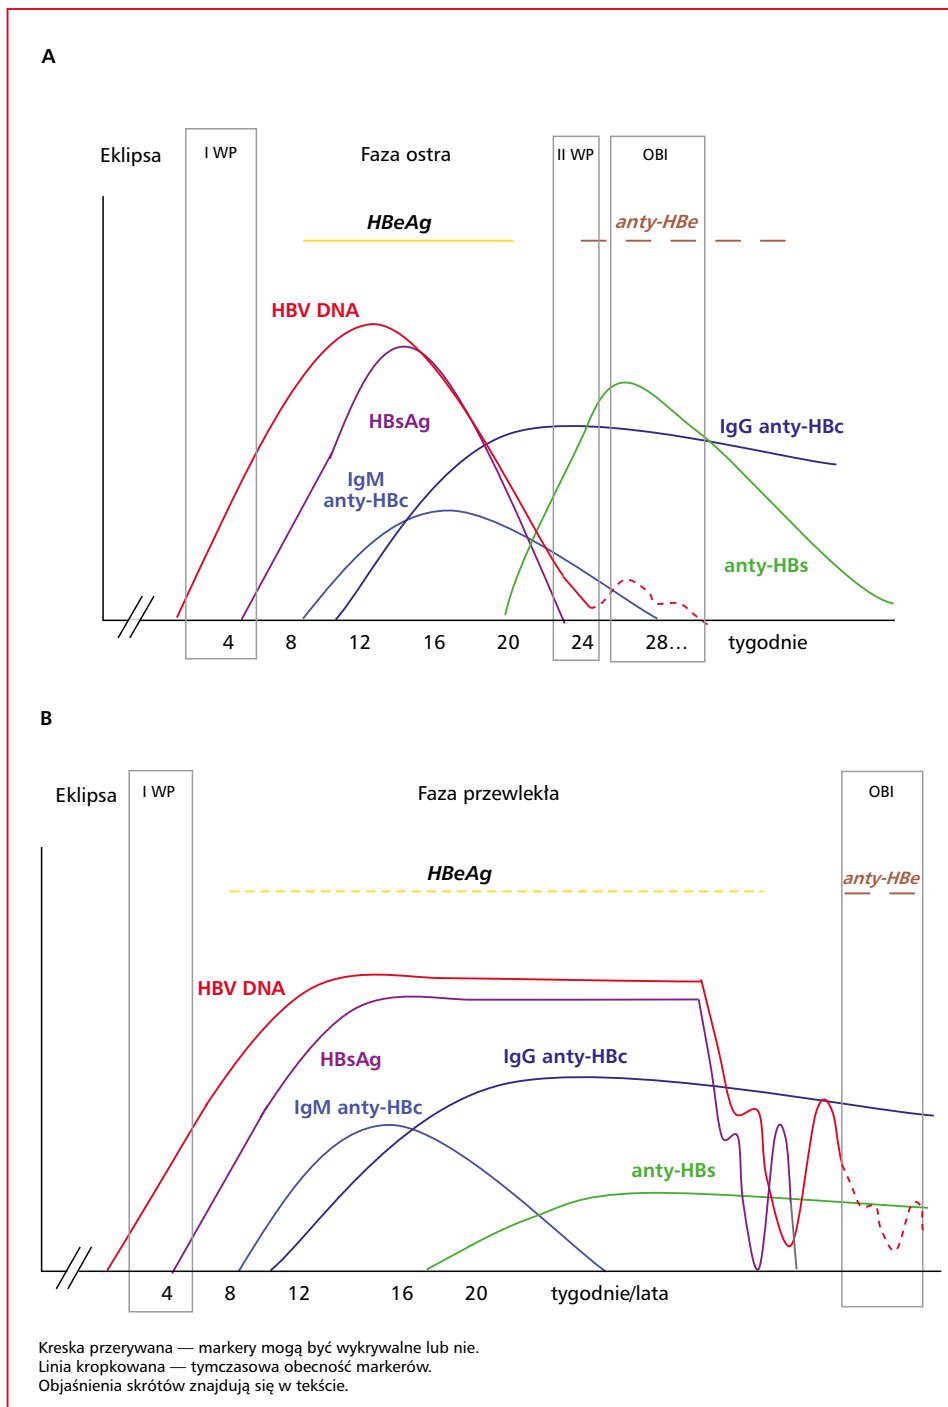 A
Eklipsa
I WP
Faza ostra
II WP
OBI
HBeAg
anty-HBe
HBV DNA
HBsAg
IgG anty-HBc
IgM
anty-HBc
anty-HBs
4 8 12 16 20 24 28... tygodnie
B
Eklipsa
I WP
Faza przewlekła
OBI
HBeAg
anty-HBe
HBV DNA
HBsAg
IgG anty-HBc
IgM anty-HBc
anty-HBs
4 8 12 16 20 tygodnie/lata
Kreska przerywana — markery mogą być wykrywalne lub nie.
Linia kropkowana — tymczasowa obecność markerów.
Objaśnienia skrótów znajdują się w tekście.